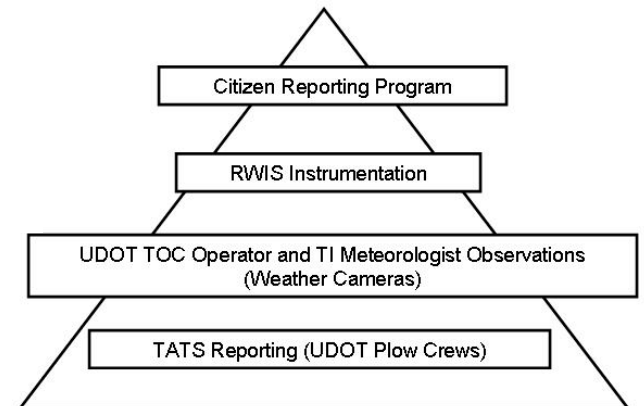 Citizen Reporting Program
RWIS Instrumentation
UDOT TOC Operator and TI Meteorologist Observations
(Weather Cameras)
TATS Reporting (UDOT Plow Crews)